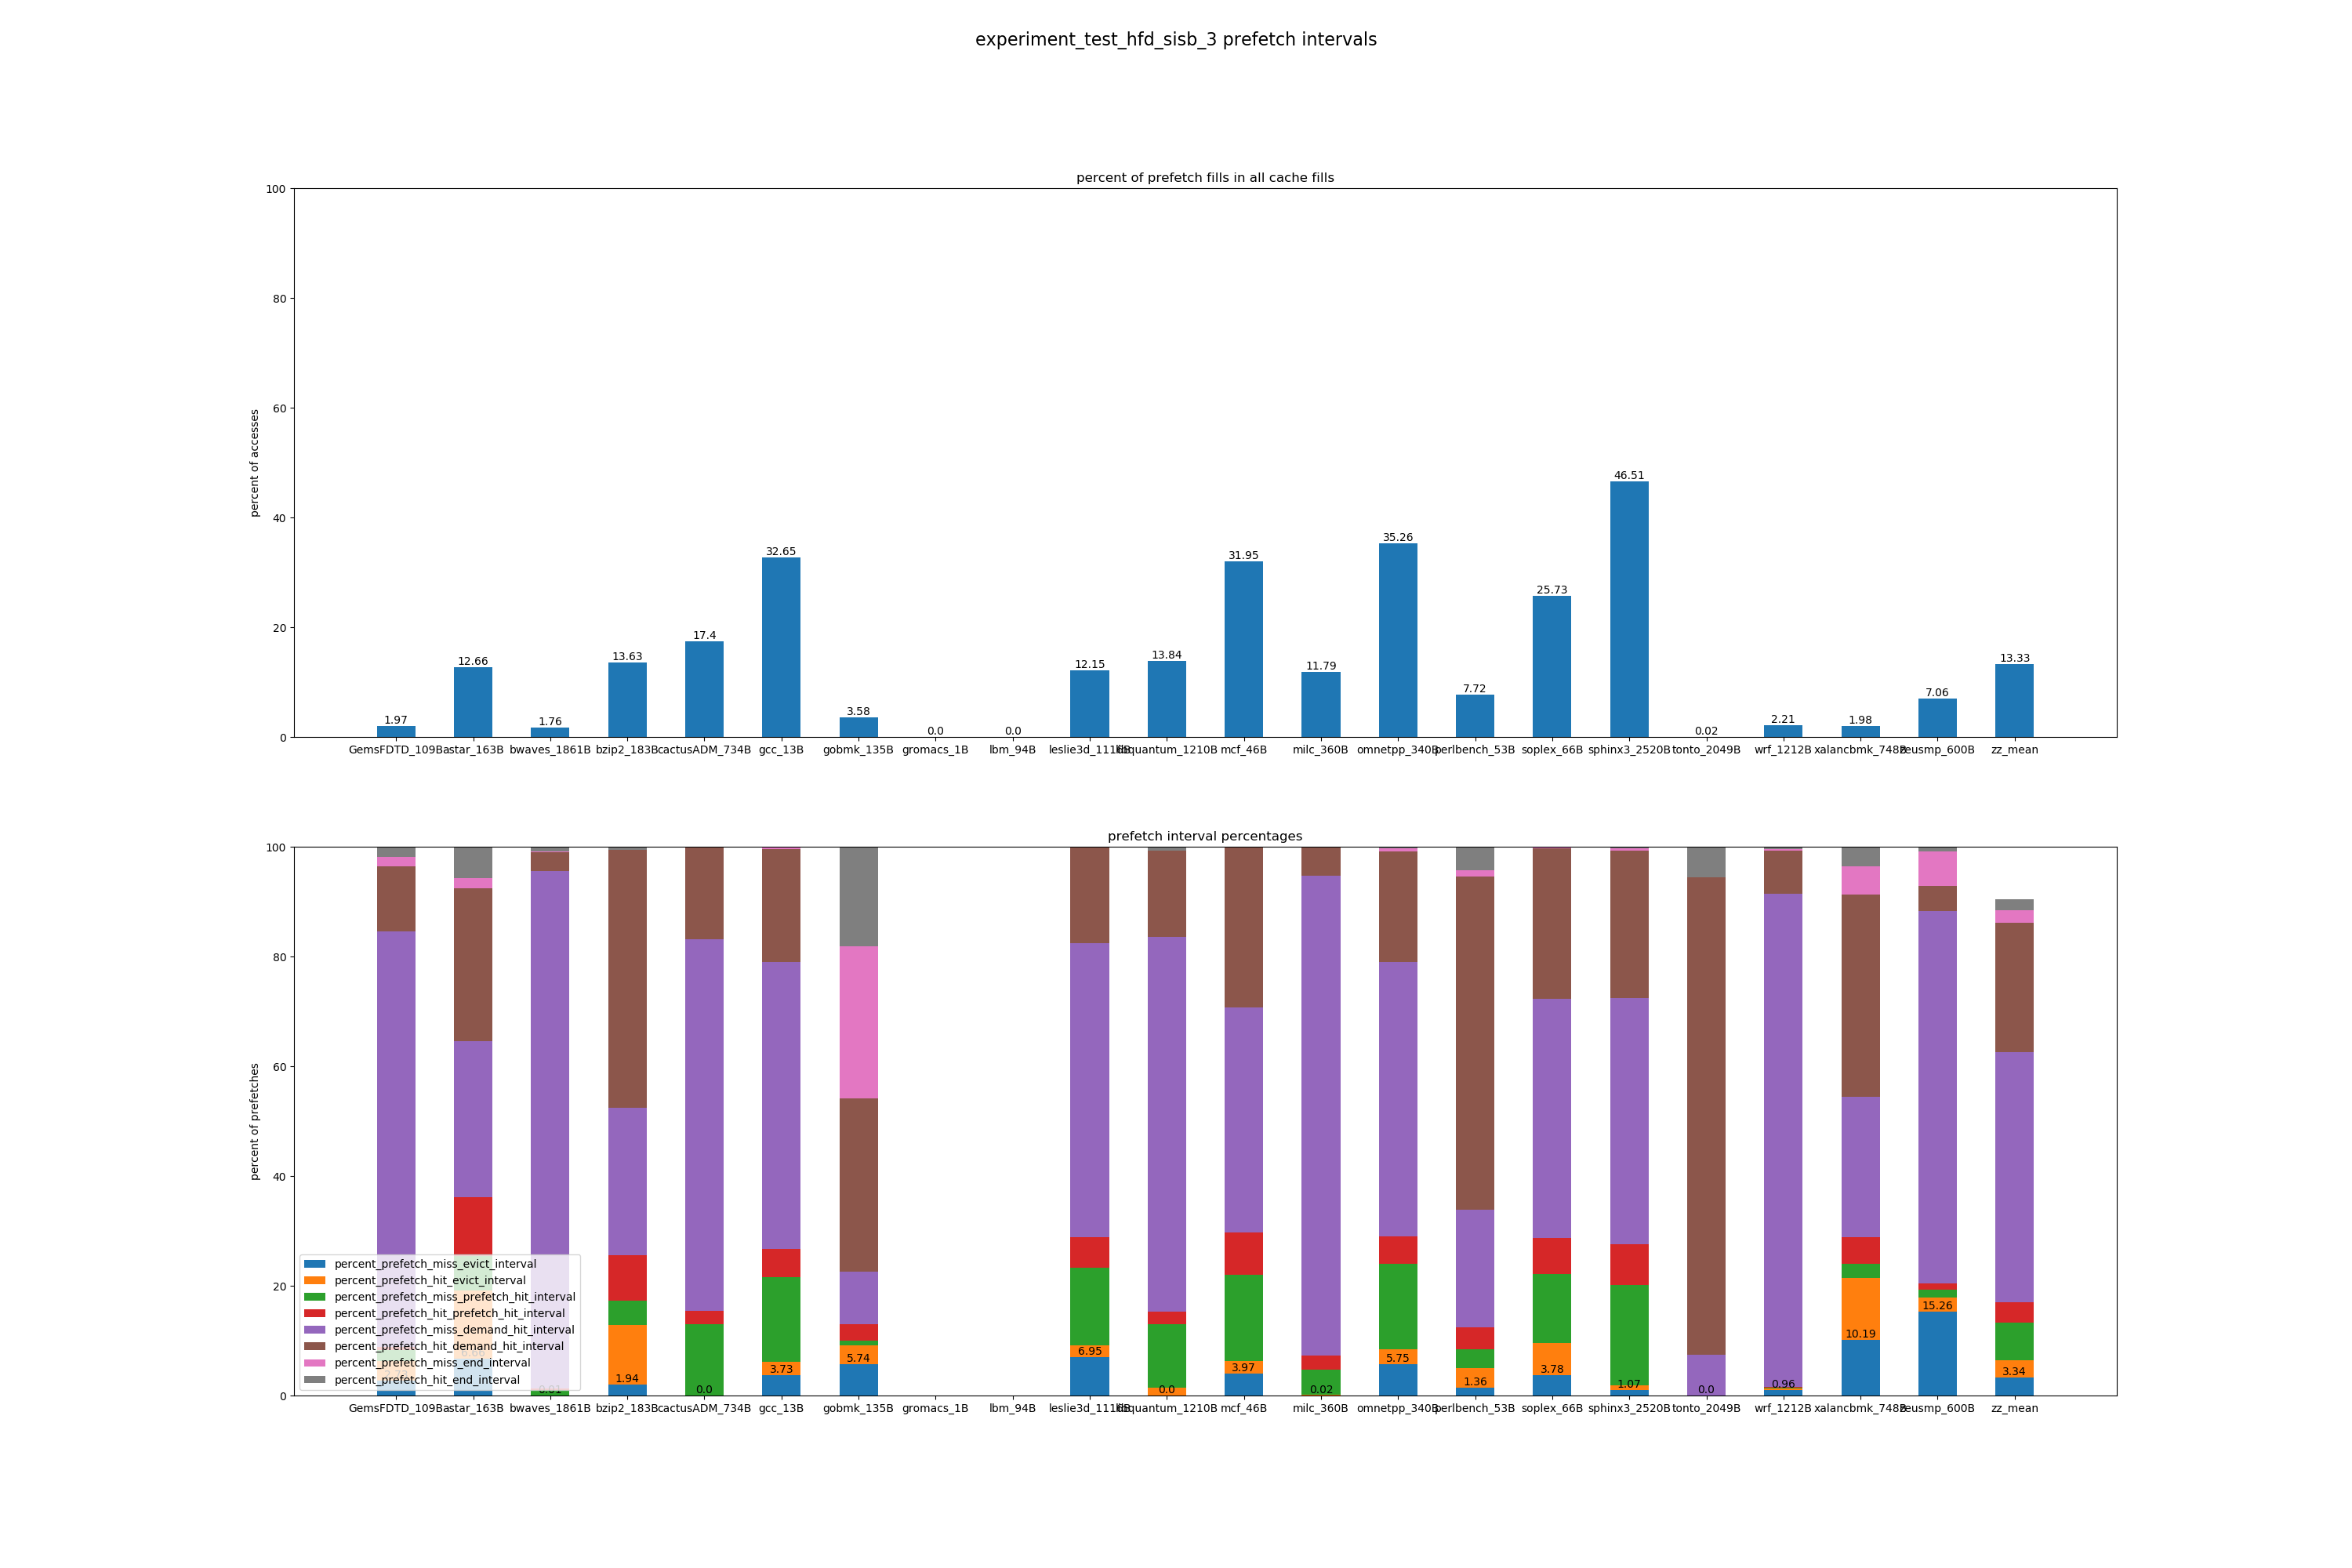 experiment_test_hfd_sisb_3 prefetch intervals
percent of prefetch fills in all cache fills
percent of accesses
100
80
60
40
20
0
1.97
12.66
1.76
13.63
17.4
32.65
3.58
0.0
0.0
12.15
13.84
31.95
11.79
35.26
7.72
25.73
46.51
0.02
2.21
1.98
7.06
13.33
GemsFDTD_109B
astar_163B
bwaves_1861B
bzip2_183B
cactusADM_734B
gcc_13B
gobmk_135B
gromacs_1B
lbm_94B
mcf_46B
milc_360B
omnetpp_340B
perlbench_53B
soplex_66B
sphinx3_2520B
tonto_2049B
wrf_1212B
xalancbmk_748B
zz_mean
prefetch interval percentages
percent of prefetches
100
80
60
40
20
0
percent_prefetch_miss_evict_interval
percent_prefetch_hit_evict_interval
percent_prefetch_miss_prefetch_hit_interval
percent_prefetch_hit_prefetch_hit_interval
percent_prefetch_miss_demand_hit_interval
percent_prefetch_hit_demand_hit_interval
percent_prefetch_miss_end_interval
percent_prefetch_hit_end_interval
1.94
0.0
3.73
5.74
6.95
0.0
3.97
0.02
5.75
1.36
3.78
1.07
0.0
0.96
10.19
15.26
3.34
GemsFDTD_109B
astar_163B
bwaves_1861B
bzip2_183B
cactusADM_734B
gcc_13B
gobmk_135B
gromacs_1B
lbm_94B
mcf_46B
milc_360B
omnetpp_340B
perlbench_53B
soplex_66B
sphinx3_2520B
tonto_2049B
wrf_1212B
xalancbmk_748B
zz_mean